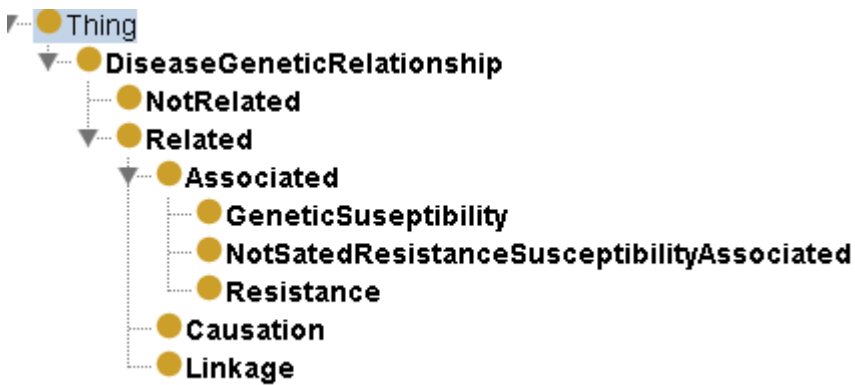 Thing
DiseaseGeneticRelationship
NotRelated
Related
Associated
GeneticSuseptibility
NotSatedResistanceSusceptibilityAssociated
Resistance
Causation
Linkage